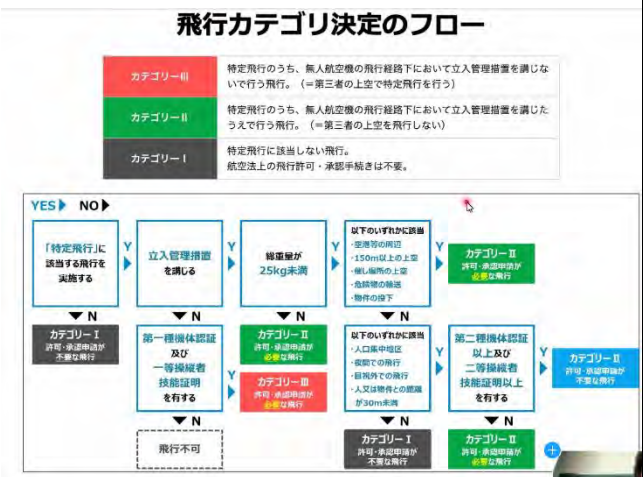 飛行カテゴリ決定のフロー
カテゴリーⅢ
特定飛行のうち、無人航空機の飛行経路下において立入管理措置を講じな
いで行う飛行。（＝第三者の上空で特定飛行を行う）
カテゴリーⅡ
特定飛行のうち、無人航空機の飛行経路下において立入管理措置を講じた
うえで行う飛行。（＝第三者の上空を飛行しない）
カテゴリーⅠ
特定飛行に該当しない飛行。
航空法上の飛行許可・承認手続きは不要。
YES NO
「特定飛行」に
該当する飛行を
実施する
Y
立入管理措置
を講じる
Y
総重量が
25kg未満
Y
以下のいずれかに該当
・空港等の周辺
・150m以上の上空
・催し場所の上空
・危険物の輸送
・物件の投下
Y
カテゴリーⅡ
許可・承認申請が
必要な飛行
N
N
N
N
カテゴリーⅠ
許可・承認申請が
不要な飛行
第一種機体認証
及び
一等操縦者
技能証明
を有する
Y
カテゴリーⅡ
許可・承認申請が
必要な飛行
カテゴリーⅢ
許可・承認申請が
必要な飛行
以下のいずれかに該当
・人口集中地区
・夜間での飛行
・目視外での飛行
・人又は物件との距離
が30m未満
Y
第二種機体認証
以上及び
二等操縦者
技能証明以上
を有する
Y
カテゴリーⅡ
許可・承認申請が
不要な飛行
N
N
N
飛行不可
カテゴリーⅠ
許可・承認申請が
不要な飛行
カテゴリーⅡ
許可・承認申請が
必要な飛行